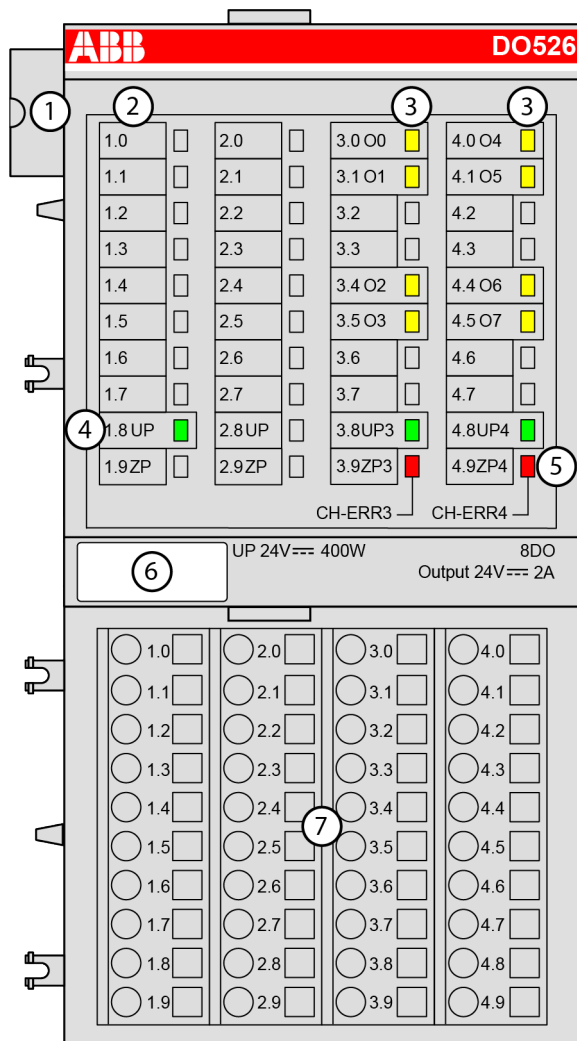 ABB DO526
1 2 3 3
1.0 2.0 3.0 O0 4.0 O4
1.1 2.1 3.1 O1 4.1 O5
1.2 2.2 3.2 4.2
1.3 2.3 3.3 4.3
1.4 2.4 3.4 O2 4.4 O6
1.5 2.5 3.5 O3 4.5 O7
1.6 2.6 3.6 4.6
1.7 2.7 3.7 4.7
4 1.8 UP 2.8 UP 3.8UP3 4.8UP4
1.9 ZP 2.9 ZP 3.9ZP3 4.9ZP4 5
CH-ERR3 CH-ERR4
6 UP 24V⎓ 400W 8DO
Output 24V⎓ 2A
1.0 2.0 3.0 4.0
1.1 2.1 3.1 4.1
1.2 2.2 3.2 4.2
1.3 2.3 3.3 4.3
1.4 2.4 3.4 4.4
7
1.5 2.5 3.5 4.5
1.6 2.6 3.6 4.6
1.7 2.7 3.7 4.7
1.8 2.8 3.8 4.8
1.9 2.9 3.9 4.9